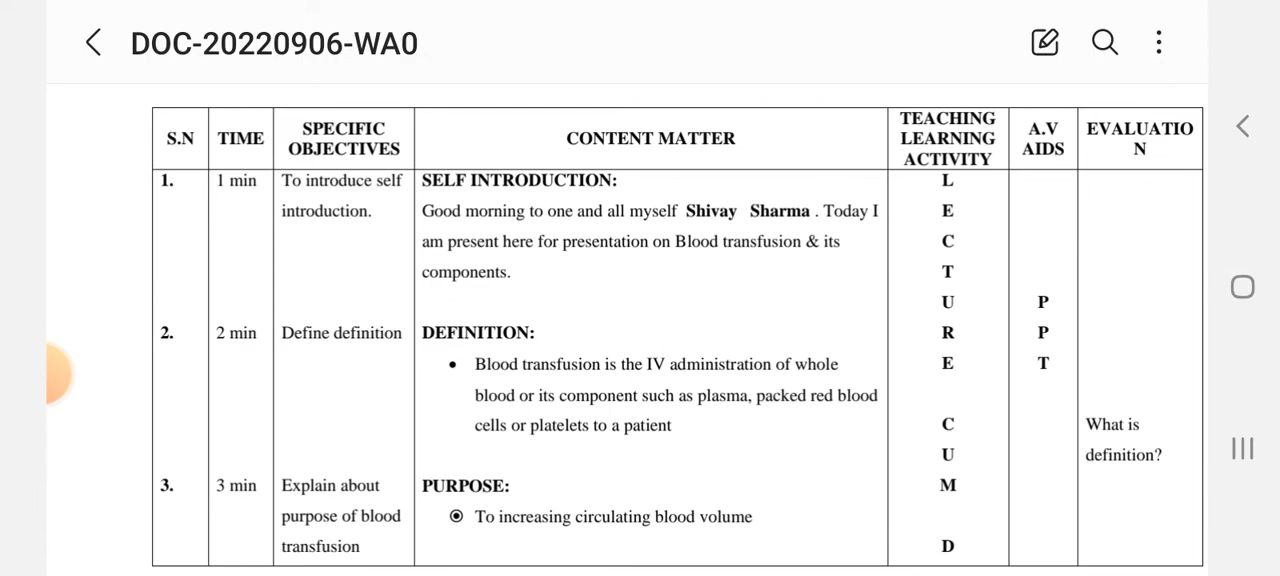 DOC-20220906-WA0
S.N
TIME
SPECIFIC
OBJECTIVES
CONTENT MATTER
TEACHING
LEARNING
ACTIVITY
A.V
AIDS
EVALUATIO
N
1.
1 min
To introduce self
introduction.
SELF INTRODUCTION:
Good morning to one and all myself Shivay Sharma . Today I
am present here for presentation on Blood transfusion & its
components.
2.
2 min
Define definition
DEFINITION:
• Blood transfusion is the IV administration of whole
blood or its component such as plasma, packed red blood
cells or platelets to a patient
3.
3 min
Explain about
purpose of blood
transfusion
PURPOSE:
To increasing circulating blood volume
L
E
C
T
U
R
E
C
U
M
D
P
P
T
What is
definition?